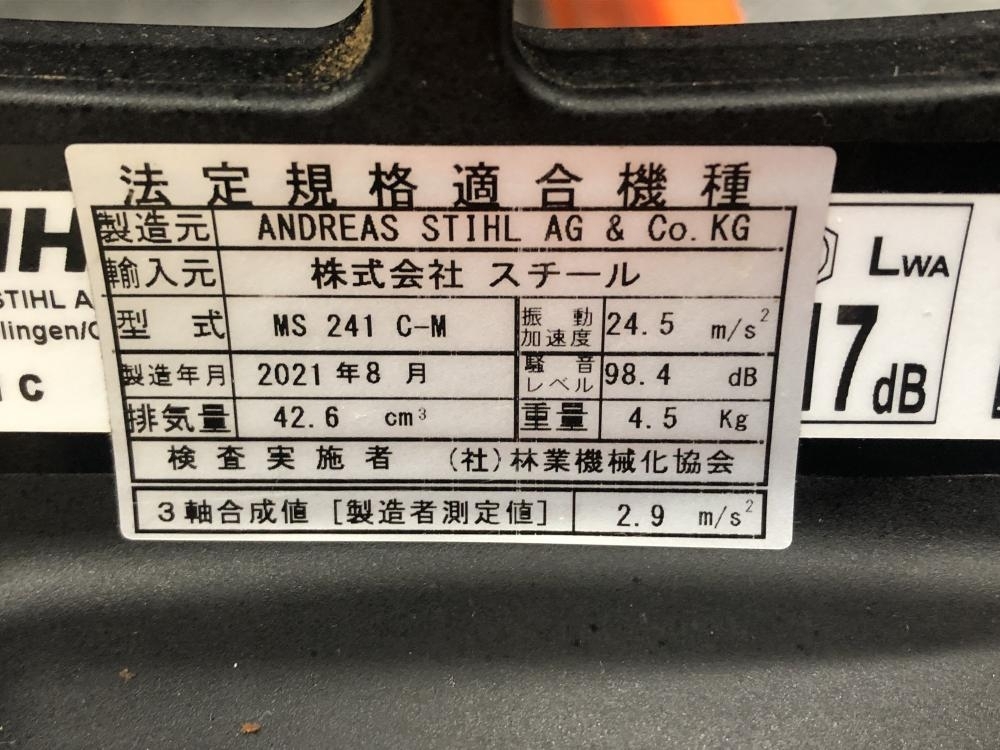 法定規格適合機種
製造元 ANDREAS STIHL AG & Co. KG
輸入元 株式会社 スチール
型式 MS 241 C-M 振動加速度 24.5 m/s²
製造年月 2021 年 8 月 騒音レベル 98.4 dB
排気量 42.6 cm³ 重量 4.5 Kg
検査実施者 (社)林業機械化協会
3軸合成値 [製造者測定値] 2.9 m/s²
IH
STIHL A
lingen/
C
LWA
17 dB